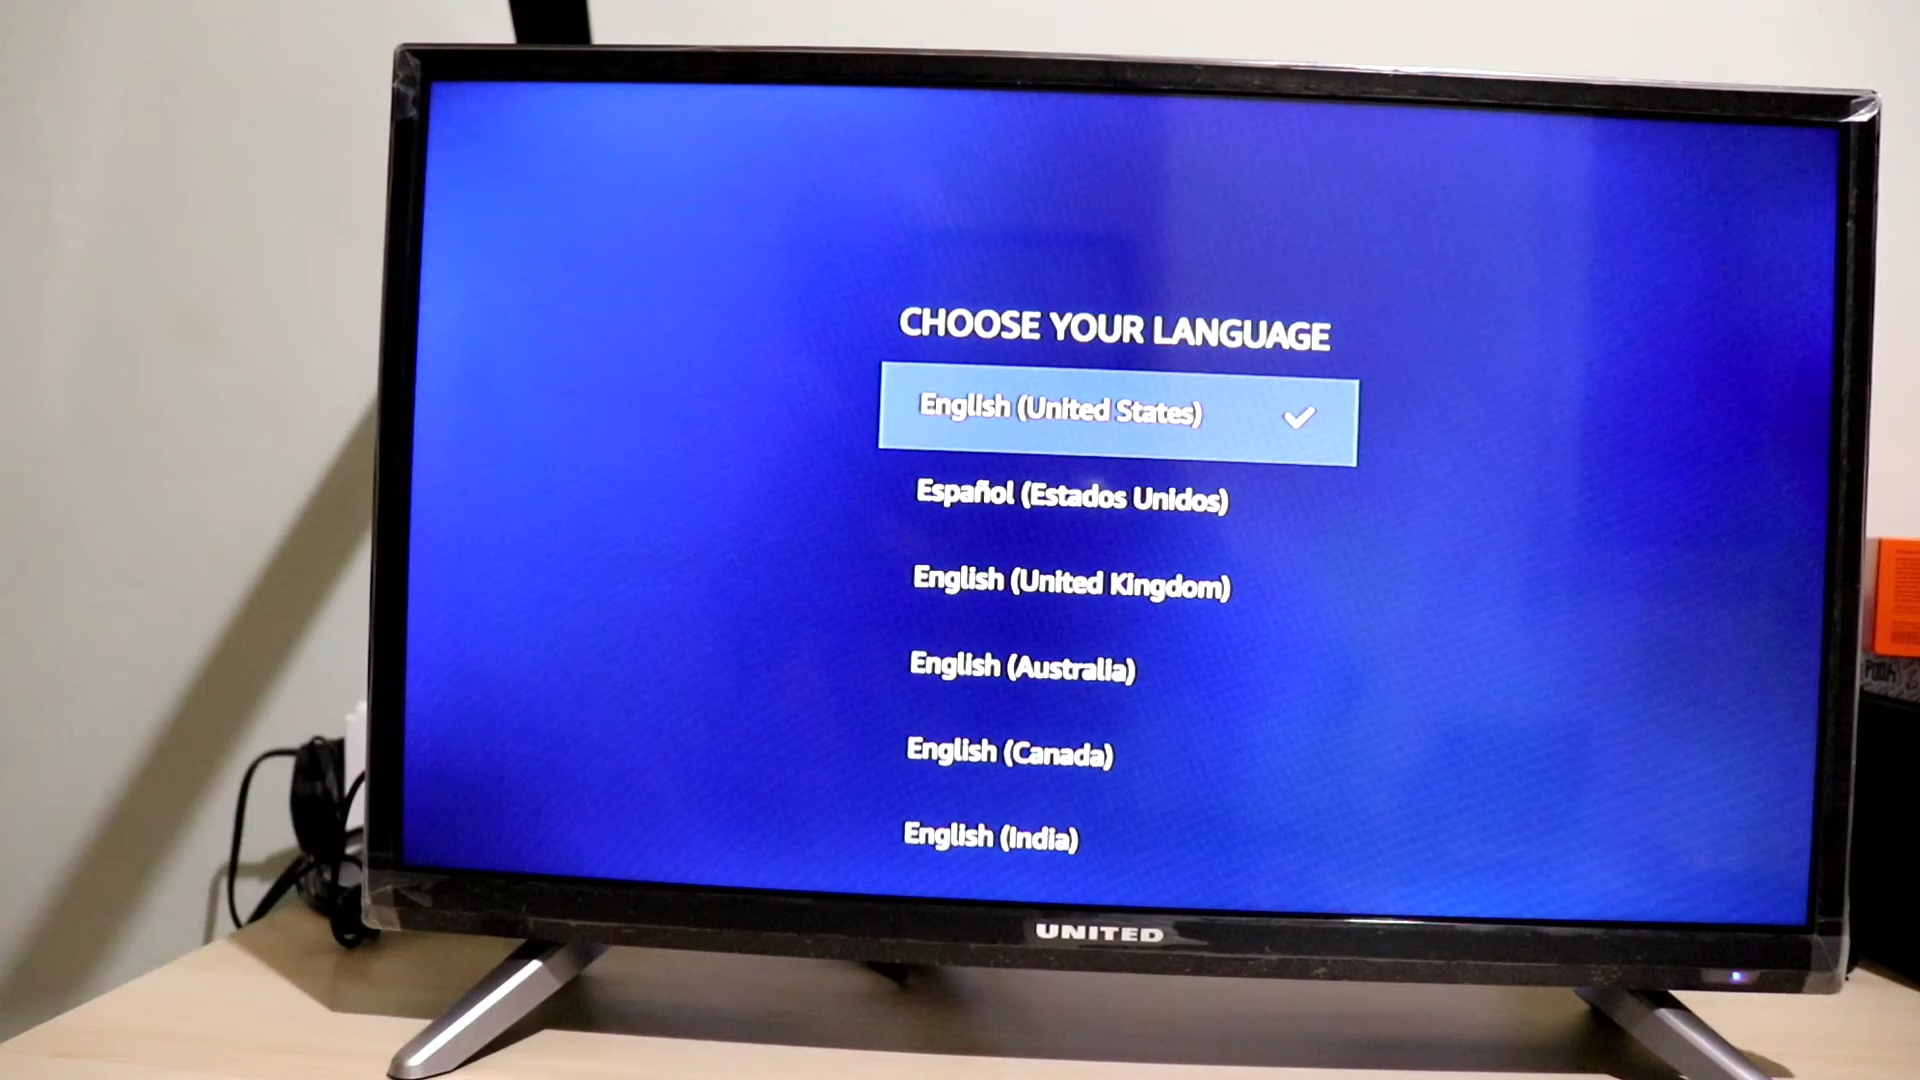 CHOOSE YOUR LANGUAGE
English (United States)
Español (Estados Unidos)
English (United Kingdom)
English (Australia)
English (Canada)
English (India)
UNITED